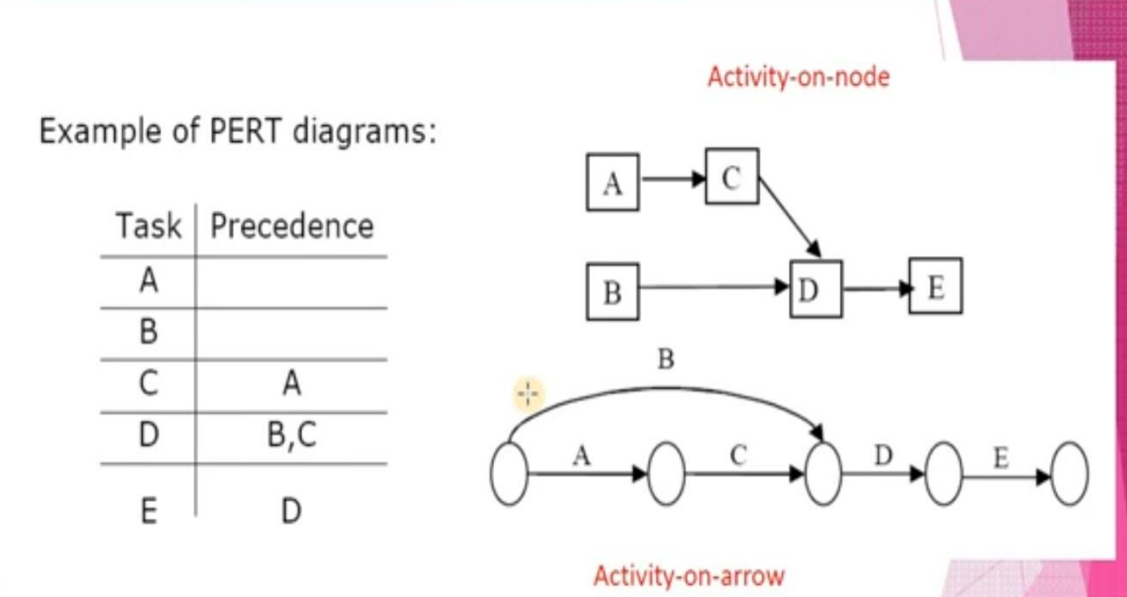 Activity-on-node
Example of PERT diagrams:
Task Precedence
A
B
C A
D B,C
E D
A C
B D E
B
A C D E
Activity-on-arrow